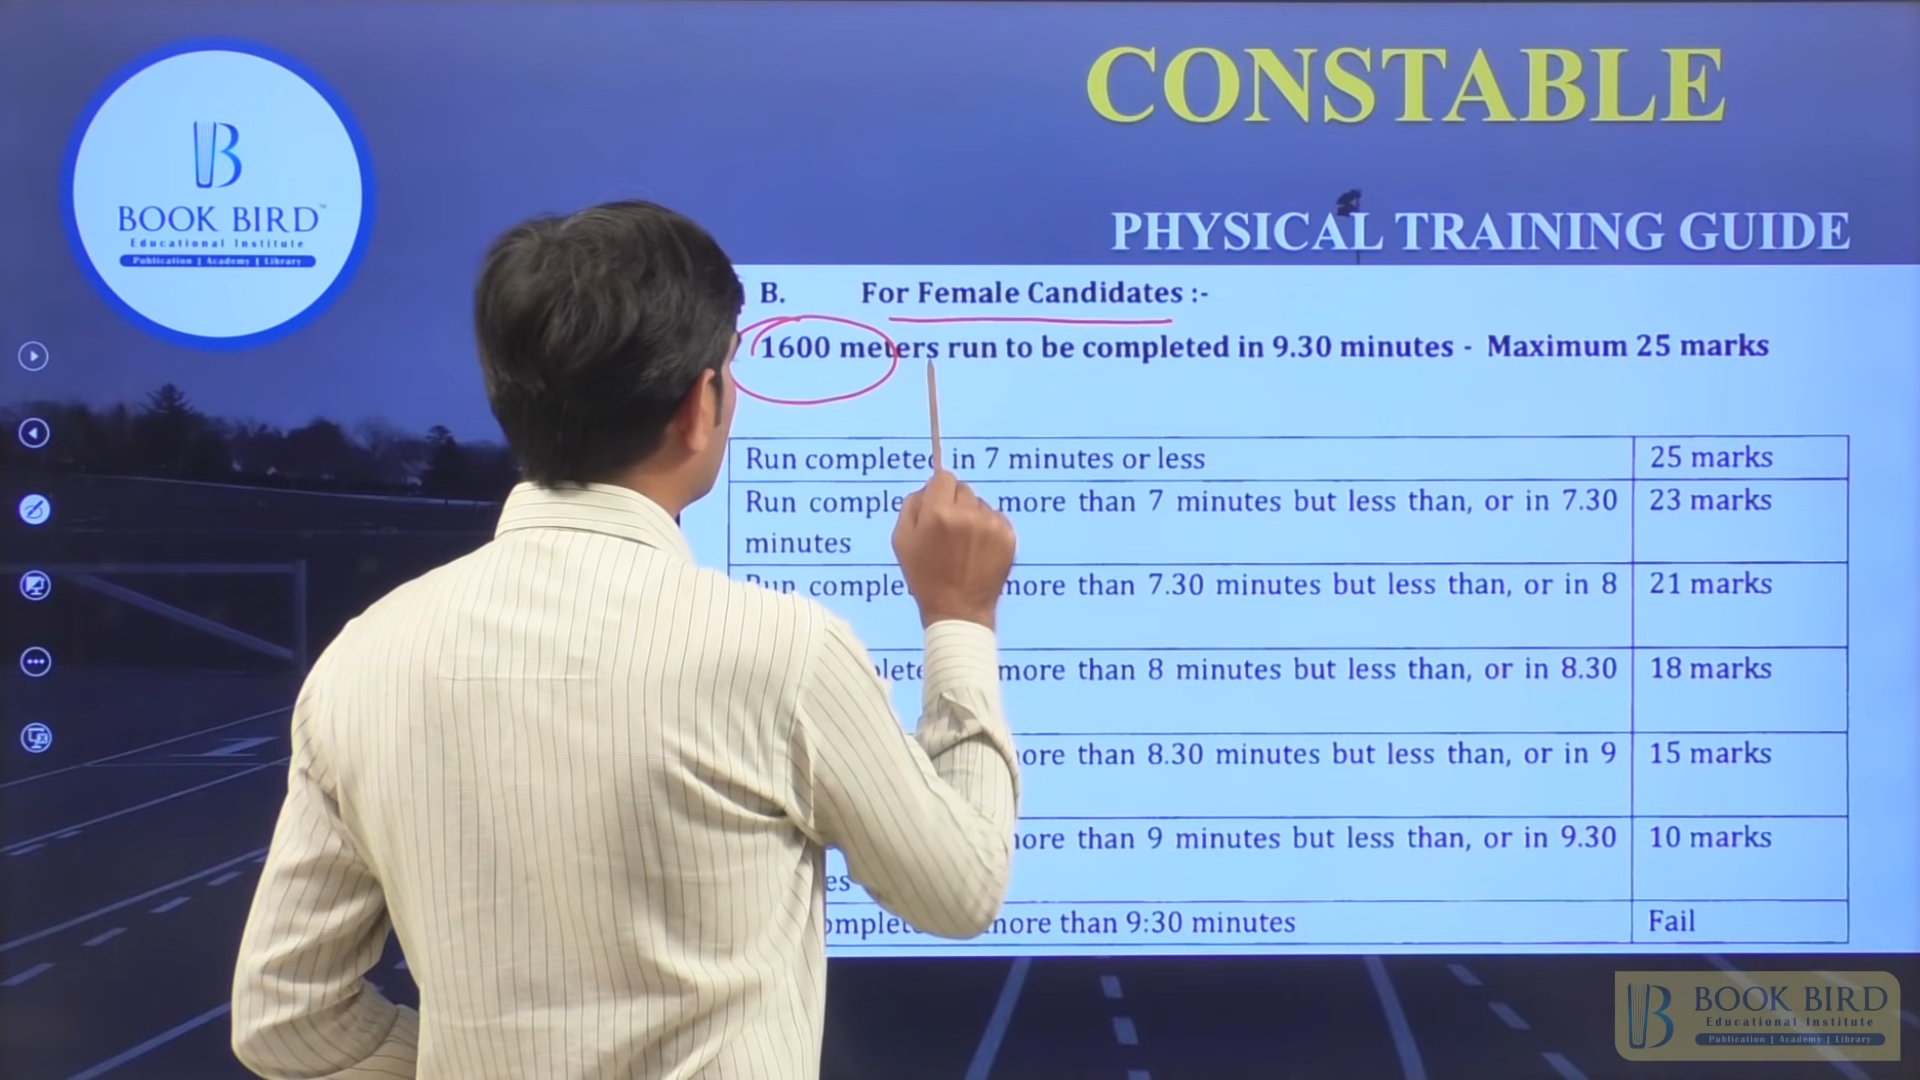 CONSTABLE
B
BOOK BIRD™
Educational Institute
Publication | Academy | Library
PHYSICAL TRAINING GUIDE
B. For Female Candidates :-
1600 meters run to be completed in 9.30 minutes - Maximum 25 marks
Run completed in 7 minutes or less 25 marks
Run more than 7 minutes but less than, or in 7.30 23 marks
minutes
more than 7.30 minutes but less than, or in 8 21 marks
more than 8 minutes but less than, or in 8.30 18 marks
than 8.30 minutes but less than, or in 9 15 marks
than 9 minutes but less than, or in 9.30 10 marks
than 9:30 minutes Fail
B BOOK BIRD
Educational Institute
Publication | Academy | Library